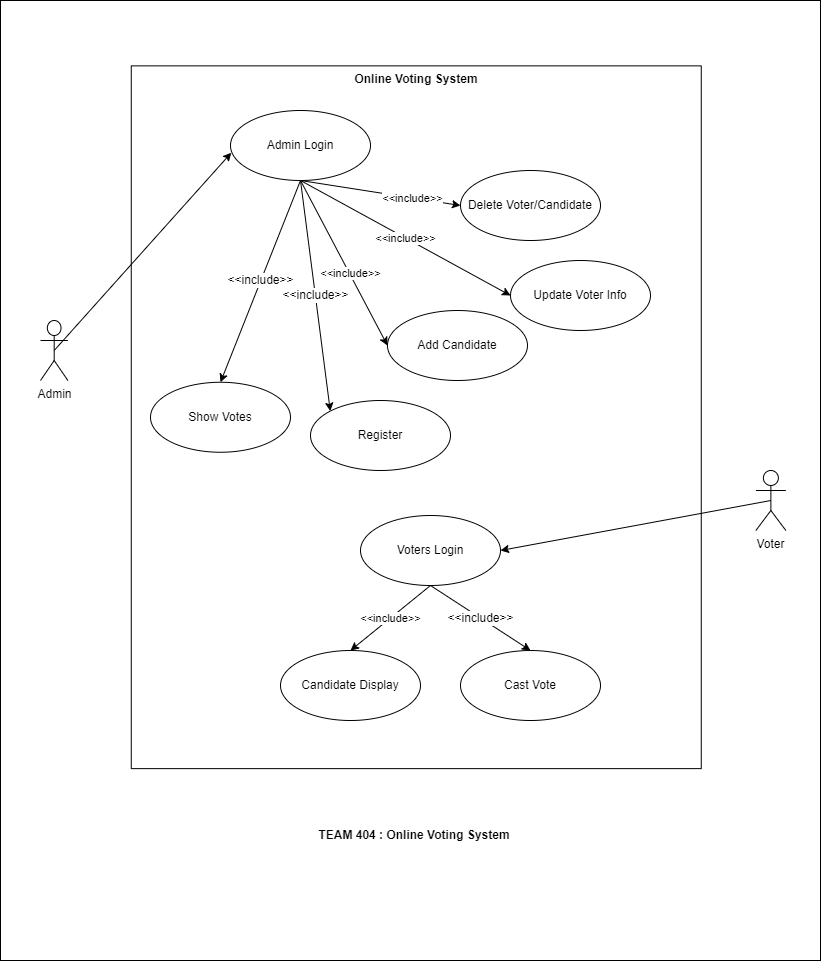 Online Voting System
Admin Login
<<include>>
Delete Voter/Candidate
<<include>>
Update Voter Info
<<include>>
<<include>>
<<include>>
Add Candidate
Admin
Show Votes
Register
Voters Login
Voter
<<include>>
<<include>>
Candidate Display
Cast Vote
TEAM 404 : Online Voting System